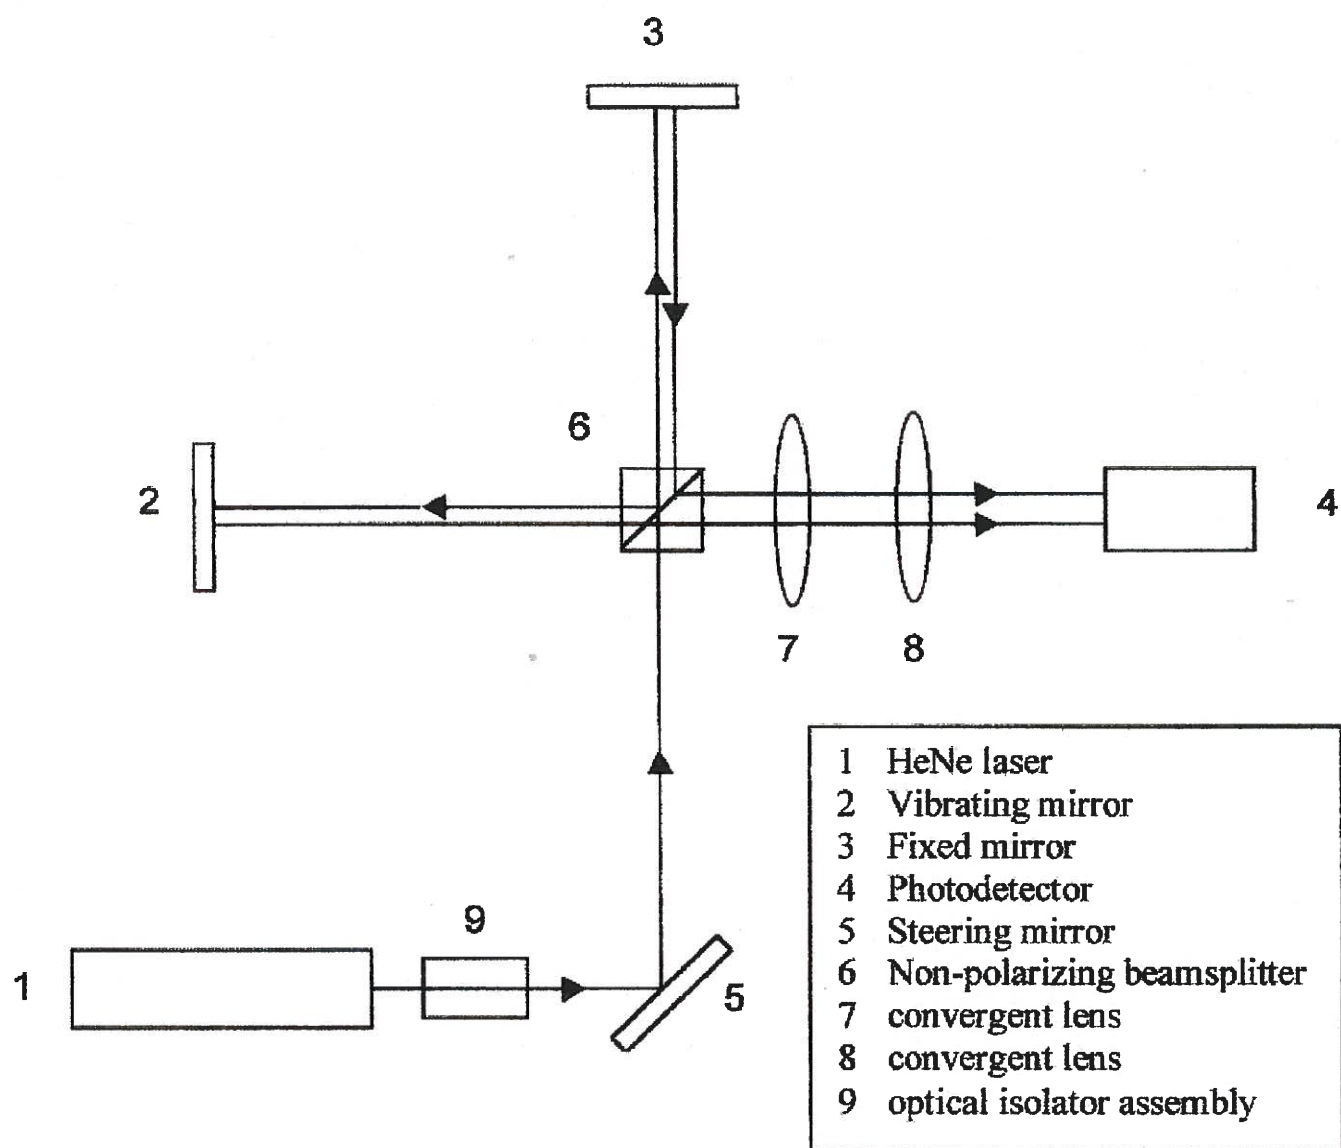 3
6
2
4
7
8
9
1
5
1 HeNe laser
2 Vibrating mirror
3 Fixed mirror
4 Photodetector
5 Steering mirror
6 Non-polarizing beamsplitter
7 convergent lens
8 convergent lens
9 optical isolator assembly